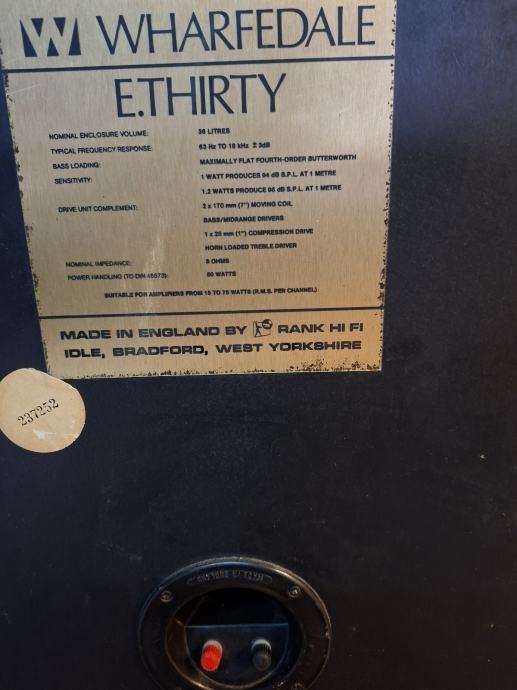 W WHARFEDALE
E.THIRTY
NOMINAL ENCLOSURE VOLUME: 36 LITRES
TYPICAL FREQUENCY RESPONSE: 63 Hz TO 18 kHz ± 3dB
BASS LOADING: MAXIMALLY FLAT FOURTH-ORDER BUTTERWORTH
SENSITIVITY: 1 WATT PRODUCES 94 dB S.P.L. AT 1 METRE
1.2 WATTS PRODUCE 95 dB S.P.L. AT 1 METRE
DRIVE UNIT COMPLEMENT: 2 x 170 mm (7") MOVING COIL
BASS/MIDRANGE DRIVERS
1 x 25 mm (1") COMPRESSION DRIVE
HORN LOADED TREBLE DRIVER
NOMINAL IMPEDANCE: 8 OHMS
POWER HANDLING (TO DIN 45573): 50 WATTS
SUITABLE FOR AMPLIFIERS FROM 15 TO 75 WATTS (R.M.S. PER CHANNEL)
MADE IN ENGLAND BY RANK HI FI
IDLE, BRADFORD, WEST YORKSHIRE
237252
MADE IN ENGLAND